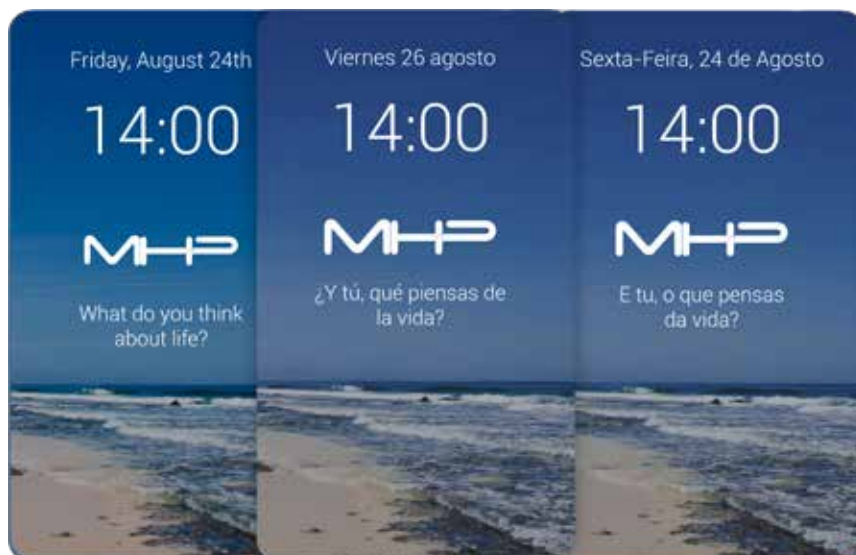 Friday, August 24th
14:00
MHP
What do you think
about life?
Viernes 26 agosto
14:00
MHP
¿Y tú, qué piensas de
la vida?
Sexta-Feira, 24 de Agosto
14:00
MHP
E tu, o que pensas
da vida?